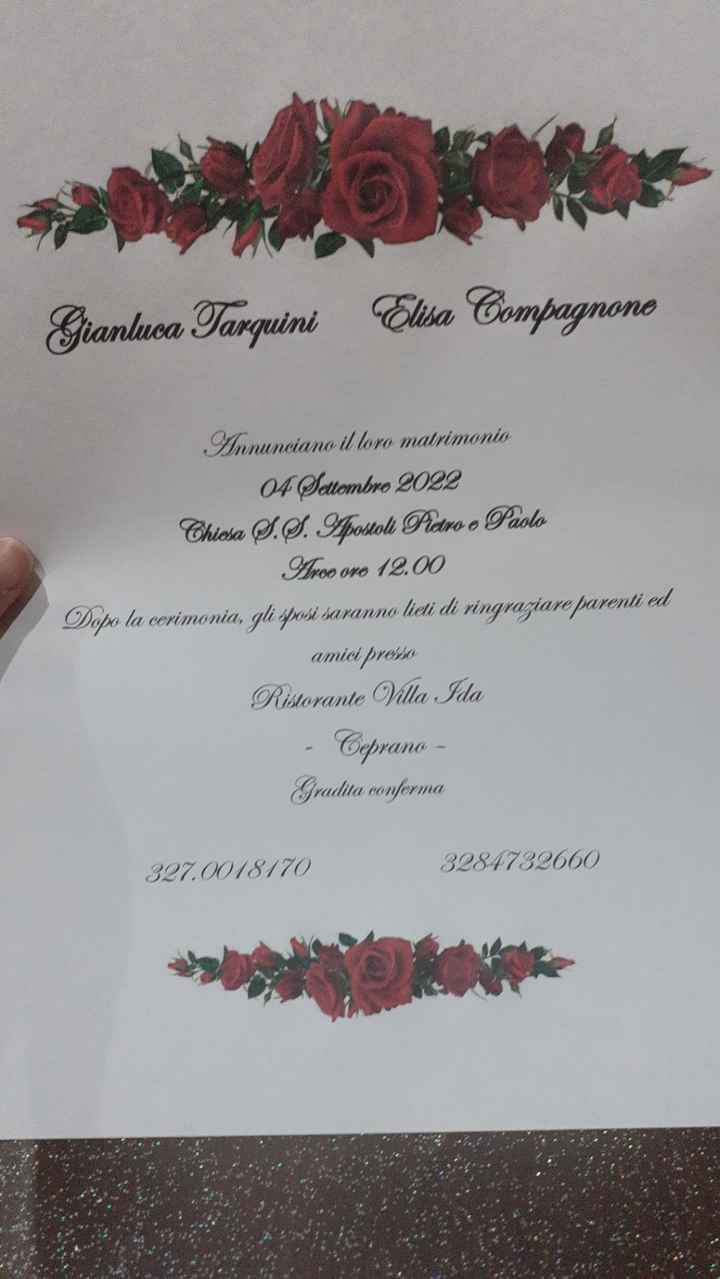 Gianluca Tarquini Elisa Compagnone
Annunciano il loro matrimonio
04 Settembre 2022
Chiesa S.S. Apostoli Pietro e Paolo
Arce ore 12.00
Dopo la cerimonia, gli sposi saranno lieti di ringraziare parenti ed
amici presso
Ristorante Villa Ida
- Ceprano -
Gradita conferma
327.0018170 3284732660